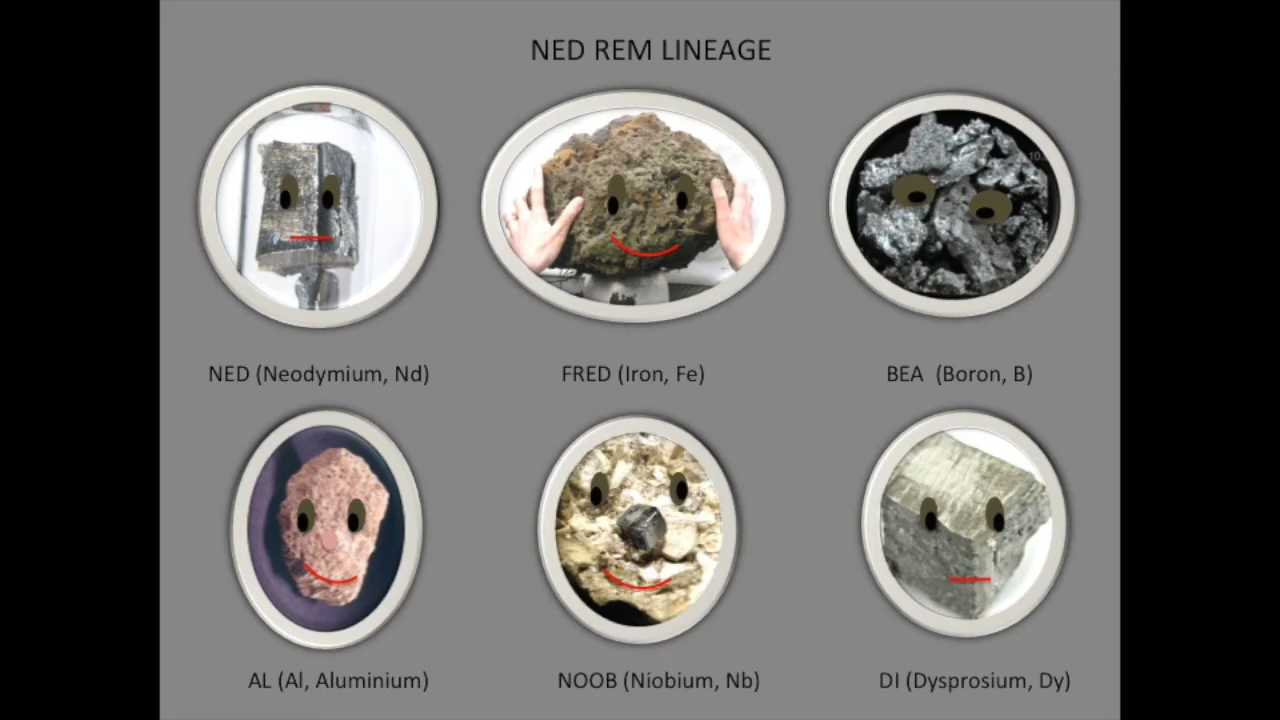 NED REM LINEAGE
NED (Neodymium, Nd)
FRED (Iron, Fe)
BEA (Boron, B)
AL (Al, Aluminium)
NOOB (Niobium, Nb)
DI (Dysprosium, Dy)